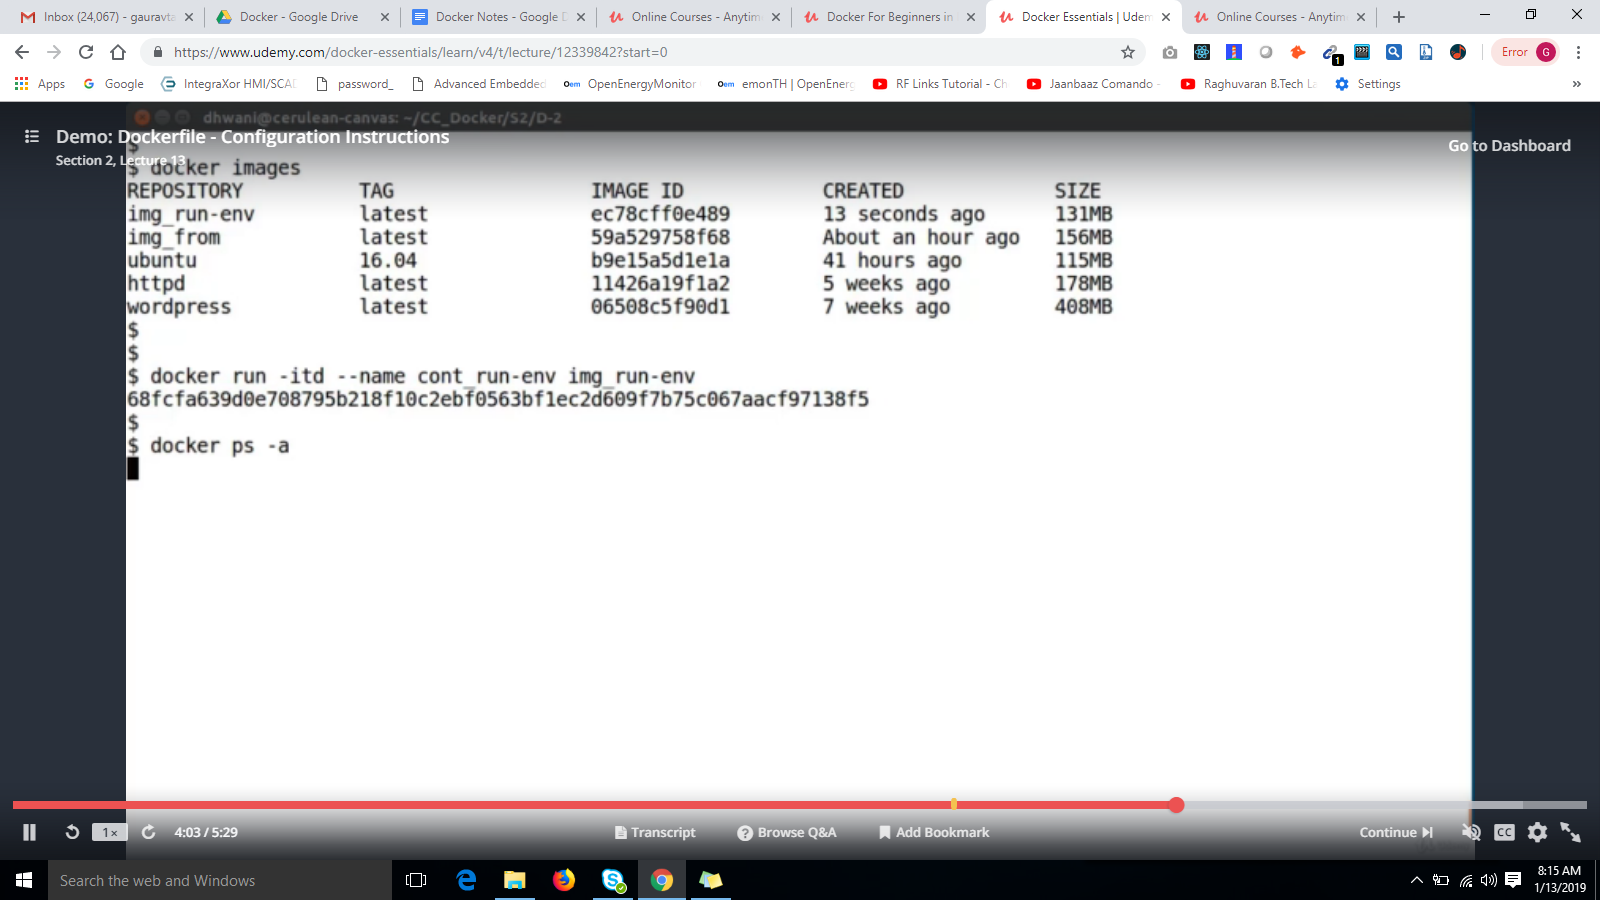 Inbox (24,067) - gauravta
Docker - Google Drive
Docker Notes - Google D
Online Courses - Anytim
Docker For Beginners in
Docker Essentials | Udem
Online Courses - Anytim
https://www.udemy.com/docker-essentials/learn/v4/t/lecture/12339842?start=0
1
Error G
Apps
Google
IntegraXor HMI/SCAD
password_
Advanced Embedded
OpenEnergyMonitor
emonTH | OpenEnerg
RF Links Tutorial - Ch
Jaanbaaz Comando -
Raghuvaran B.Tech La
Settings
»
dhwani@cerulean-canvas: ~/CC_Docker/S2/D-2
Demo: Dockerfile - Configuration Instructions
Go to Dashboard
Section 2, Lecture 13
$
$ docker images
REPOSITORY TAG IMAGE ID CREATED SIZE
img_run-env latest ec78cff0e489 13 seconds ago 131MB
img_from latest 59a529758f68 About an hour ago 156MB
ubuntu 16.04 b9e15a5d1e1a 41 hours ago 115MB
httpd latest 11426a19f1a2 5 weeks ago 178MB
wordpress latest 06508c5f90d1 7 weeks ago 408MB
$
$
$ docker run -itd --name cont_run-env img_run-env
68fcfa639d0e708795b218f10c2ebf0563bf1ec2d609f7b75c067aacf97138f5
$
$ docker ps -a
1x
4:03 / 5:29
Transcript
Browse Q&A
Add Bookmark
Continue
CC
Search the web and Windows
8:15 AM
1/13/2019